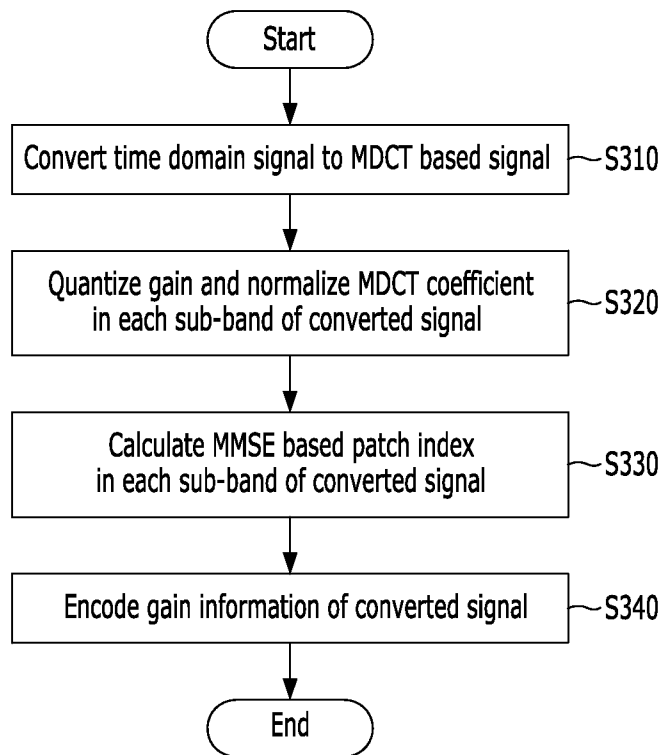 Start
Convert time domain signal to MDCT based signal
S310
Quantize gain and normalize MDCT coefficient
in each sub-band of converted signal
S320
Calculate MMSE based patch index
in each sub-band of converted signal
S330
Encode gain information of converted signal
S340
End